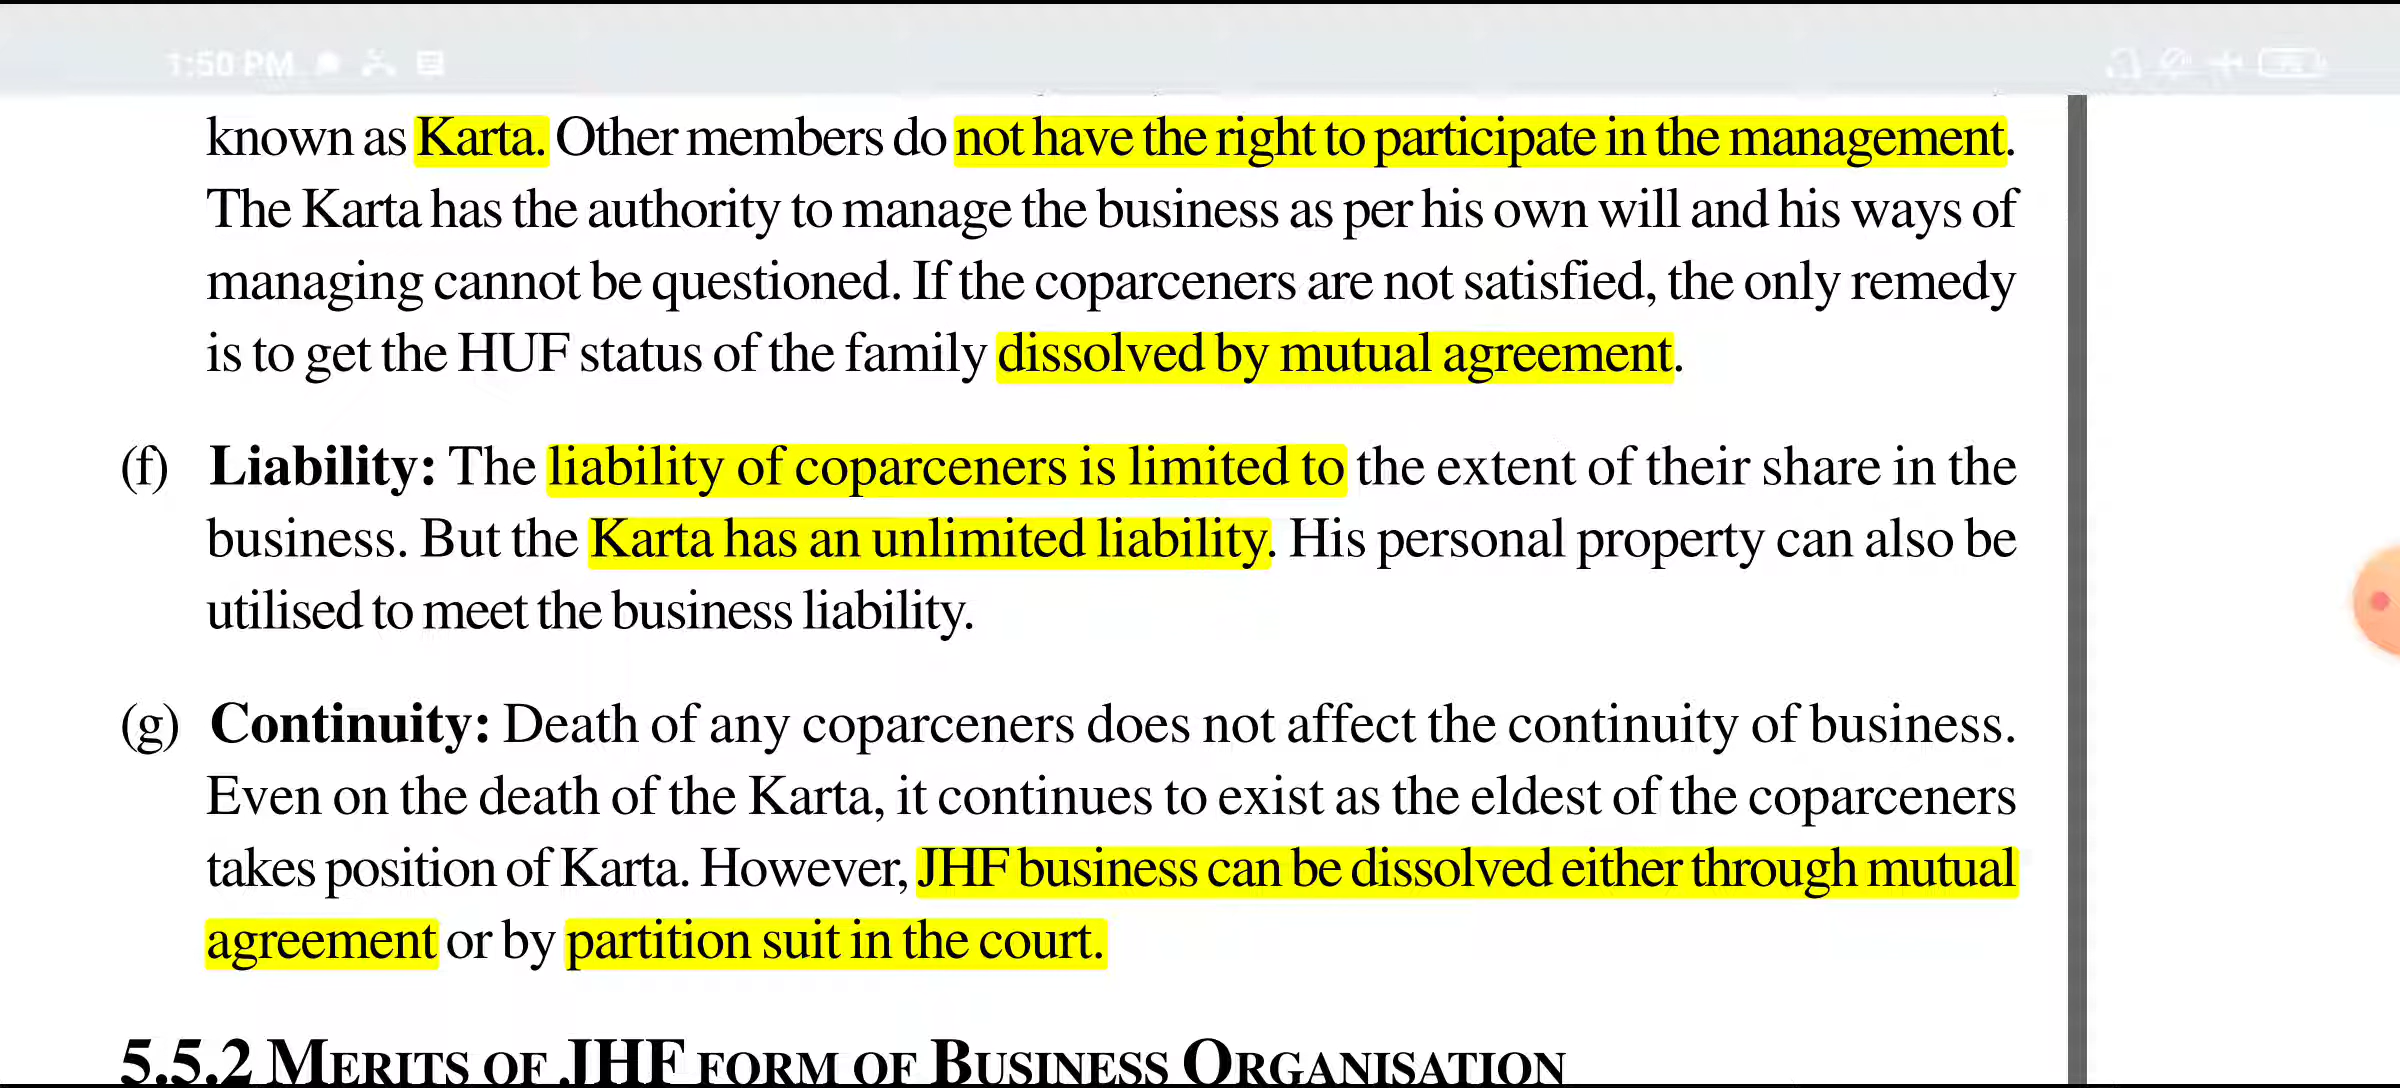 1:50 PM
known as Karta. Other members do not have the right to participate in the management.
The Karta has the authority to manage the business as per his own will and his ways of
managing cannot be questioned. If the coparceners are not satisfied, the only remedy
is to get the HUF status of the family dissolved by mutual agreement.
(f) Liability: The liability of coparceners is limited to the extent of their share in the
business. But the Karta has an unlimited liability. His personal property can also be
utilised to meet the business liability.
(g) Continuity: Death of any coparceners does not affect the continuity of business.
Even on the death of the Karta, it continues to exist as the eldest of the coparceners
takes position of Karta. However, JHF business can be dissolved either through mutual
agreement or by partition suit in the court.
5.5.2 MERITS OF JHF FORM OF BUSINESS ORGANISATION